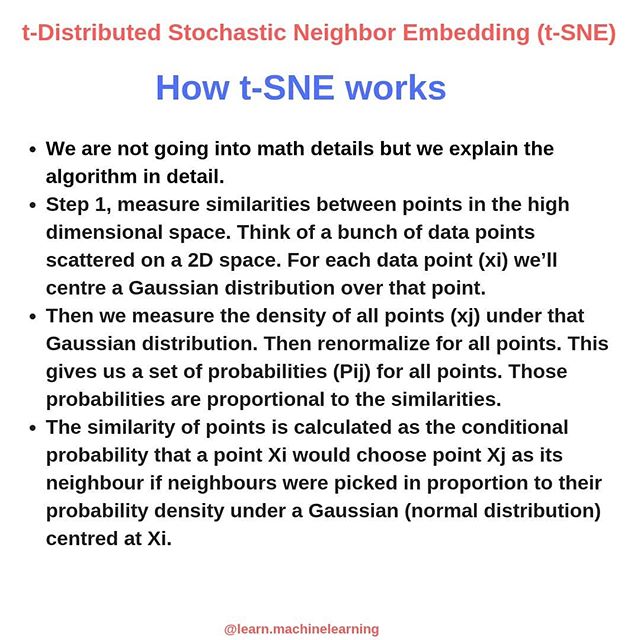 t-Distributed Stochastic Neighbor Embedding (t-SNE)
How t-SNE works
• We are not going into math details but we explain the
algorithm in detail.
• Step 1, measure similarities between points in the high
dimensional space. Think of a bunch of data points
scattered on a 2D space. For each data point (xi) we’ll
centre a Gaussian distribution over that point.
• Then we measure the density of all points (xj) under that
Gaussian distribution. Then renormalize for all points. This
gives us a set of probabilities (Pij) for all points. Those
probabilities are proportional to the similarities.
• The similarity of points is calculated as the conditional
probability that a point Xi would choose point Xj as its
neighbour if neighbours were picked in proportion to their
probability density under a Gaussian (normal distribution)
centred at Xi.
@learn.machinelearning